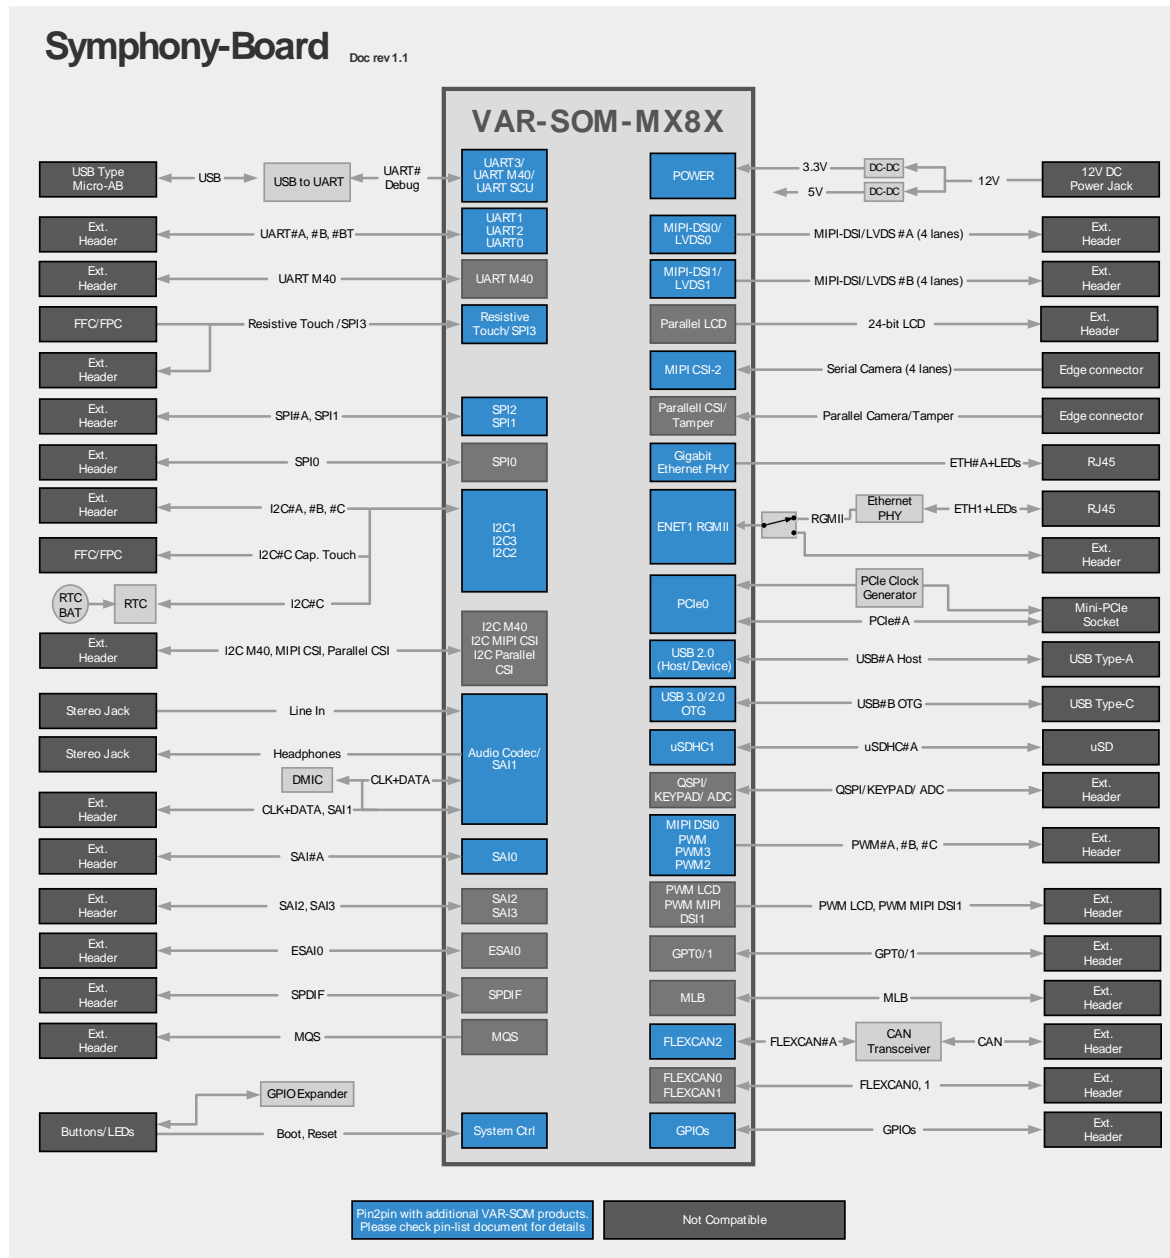 Symphony-Board Doc rev 1.1
VAR-SOM-MX8X
USB Type
Micro-AB
USB
USB to UART
UART#
Debug
UART3/
UART M40/
UART SCU
Ext.
Header
UART#A, #B, #BT
UART1
UART2
UART0
Ext.
Header
UART M40
UART M40
FFC/FPC
Resistive Touch /SPI3
Resistive
Touch/ SPI3
Ext.
Header
Ext.
Header
SPI#A, SPI1
SPI2
SPI1
Ext.
Header
SPI0
SPI0
Ext.
Header
I2C#A, #B, #C
I2C1
I2C3
I2C2
FFC/FPC
I2C#C Cap. Touch
RTC
BAT
RTC
I2C#C
Ext.
Header
I2C M40, MIPI CSI, Parallel CSI
I2C M40
I2C MIPI CSI
I2C Parallel
CSI
Stereo Jack
Line In
Stereo Jack
Headphones
Audio Codec/
SAI1
DMIC
CLK+DATA
Ext.
Header
CLK+DATA, SAI1
Ext.
Header
SAI#A
SAI0
Ext.
Header
SAI2, SAI3
SAI2
SAI3
Ext.
Header
ESAI0
ESAI0
Ext.
Header
SPDIF
SPDIF
Ext.
Header
MQS
MQS
GPIO Expander
Buttons/LEDs
Boot, Reset
System Ctrl
POWER
3.3V
DC-DC
5V
DC-DC
12V
12V DC
Power Jack
MIPI-DSI0/
LVDS0
MIPI-DSI/LVDS #A (4 lanes)
Ext.
Header
MIPI-DSI1/
LVDS1
MIPI-DSI/LVDS #B (4 lanes)
Ext.
Header
Parallel LCD
24-bit LCD
Ext.
Header
MIPI CSI-2
Serial Camera (4 lanes)
Edge connector
Parallell CSI/
Tamper
Parallel Camera/Tamper
Edge connector
Gigabit
Ethernet PHY
ETH#A+LEDs
RJ45
ENET1 RGMII
RGMII
Ethernet
PHY
ETH1+LEDs
RJ45
Ext.
Header
PCIe0
PCIe Clock
Generator
PCIe#A
Mini-PCIe
Socket
USB 2.0
(Host/Device)
USB#A Host
USB Type-A
USB 3.0/2.0
OTG
USB#B OTG
USB Type-C
uSDHC1
uSDHC#A
uSD
QSPI/
KEYPAD/ ADC
QSPI/ KEYPAD/ ADC
Ext.
Header
MIPI DSI0
PWM
PWM3
PWM2
PWM#A, #B, #C
Ext.
Header
PWM LCD
PWM MIPI
DSI1
PWM LCD, PWM MIPI DSI1
Ext.
Header
GPT0/1
GPT0/1
Ext.
Header
MLB
MLB
Ext.
Header
FLEXCAN2
FLEXCAN#A
CAN
Transceiver
CAN
Ext.
Header
FLEXCAN0
FLEXCAN1
FLEXCAN0, 1
Ext.
Header
GPIOs
GPIOs
Ext.
Header
Pin2pin with additional VAR-SOM products.
Please check pin-list document for details
Not Compatible